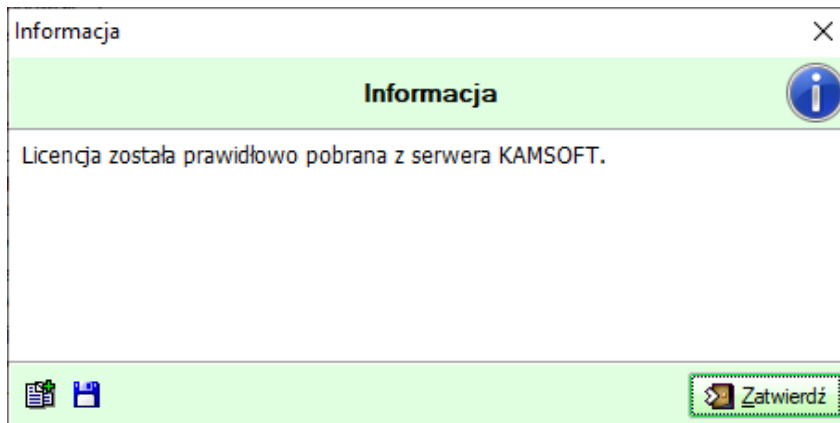 Informacja
Informacja
Licencja została prawidłowo pobrana z serwera KAMSOFT.
Zatwierdź